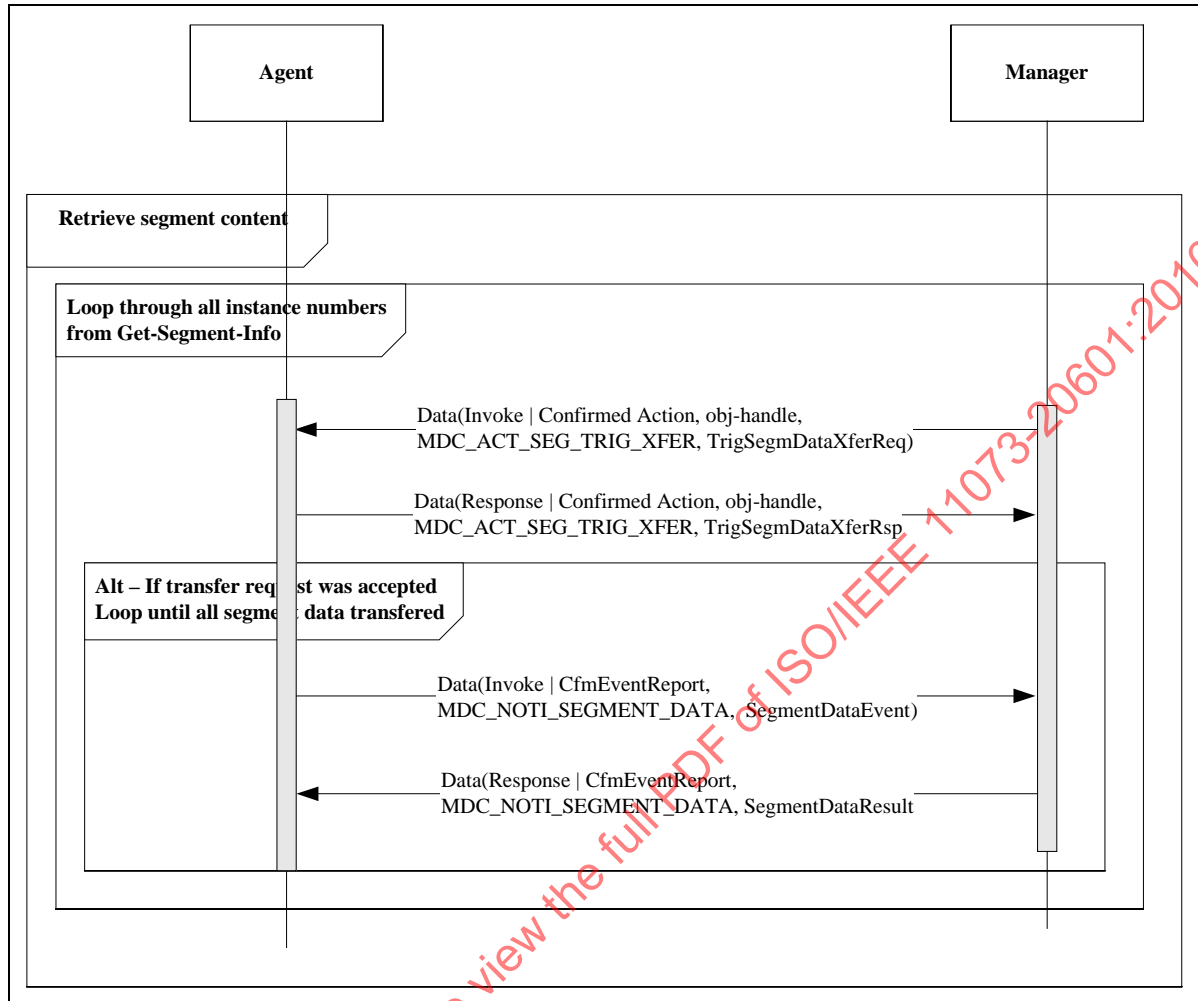 Agent
Manager
Retrieve segment content
Loop through all instance numbers
from Get-Segment-Info
Data(Invoke | Confirmed Action, obj-handle,
MDC_ACT_SEG_TRIG_XFER, TrigSegmDataXferReq)
Data(Response | Confirmed Action, obj-handle,
MDC_ACT_SEG_TRIG_XFER, TrigSegmDataXferRsp
Alt – If transfer request was accepted
Loop until all segment data transfered
Data(Invoke | CfmEventReport,
MDC_NOTI_SEGMENT_DATA, SegmentDataEvent)
Data(Response | CfmEventReport,
MDC_NOTI_SEGMENT_DATA, SegmentDataResult
view the full PDF of ISO/IEEE 11073-20601:2010